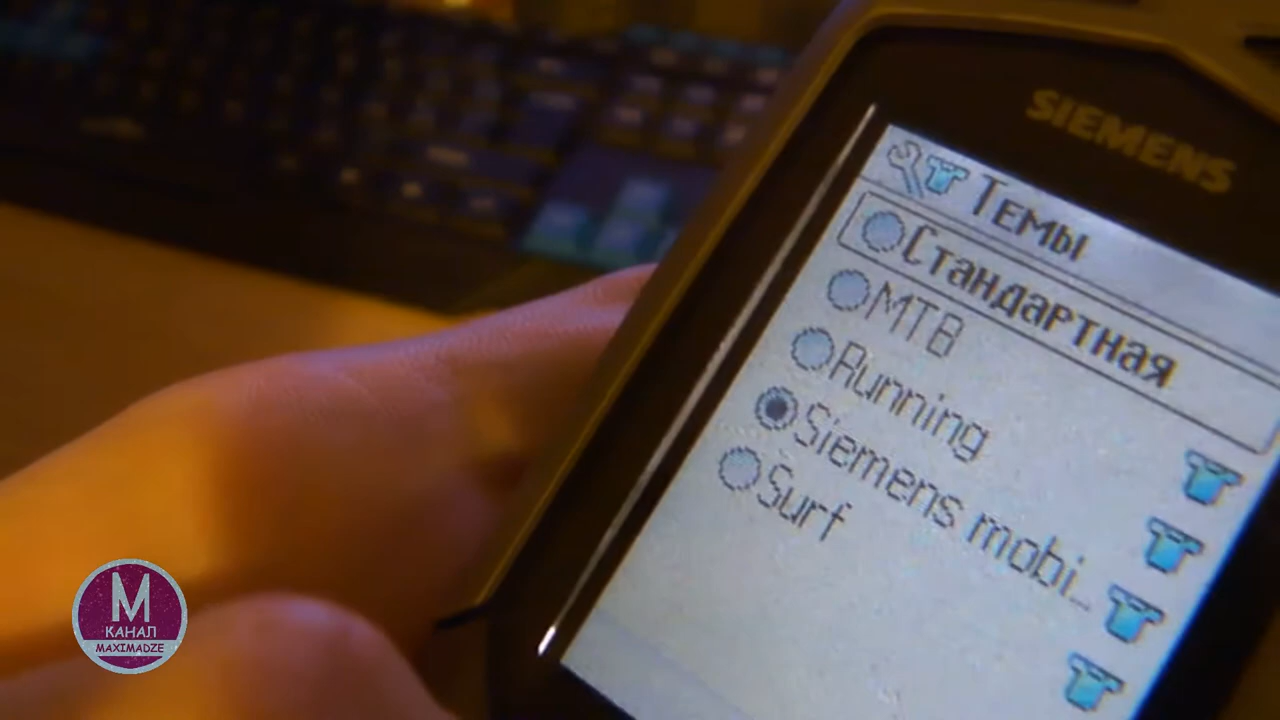 SIEMENS
Темы
Стандартная
MTB
Running
Siemens mobi...
Surf
M
КАНАЛ
MAXIMADZE